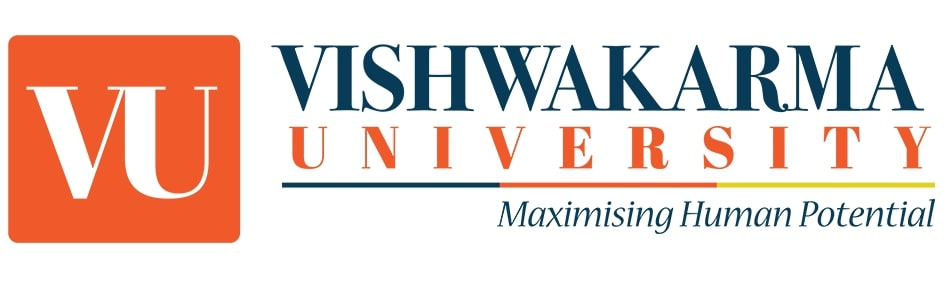 VU
VISHWAKARMA
UNIVERSITY
Maximising Human Potential